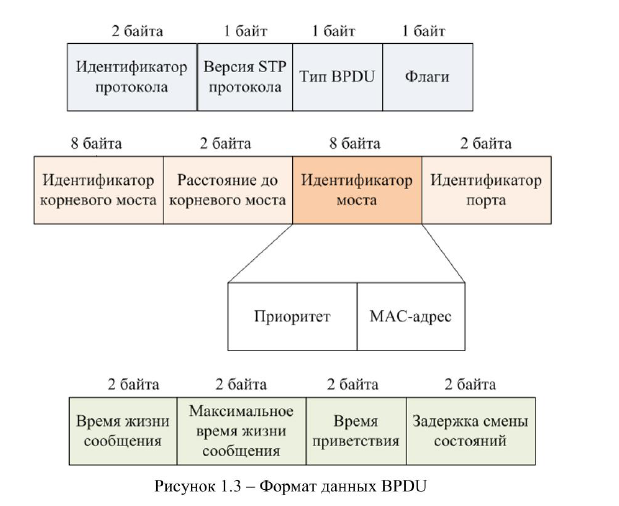 2 байта 1 байт 1 байт 1 байт
Идентификатор Версия STP Тип BPDU Флаги
протокола протокола
8 байта 2 байта 8 байта 2 байта
Идентификатор Расстояние до Идентификатор Идентификатор
корневого моста корневого моста моста порта
Приоритет MAC-адрес
2 байта 2 байта 2 байта 2 байта
Время жизни Максимальное Время Задержка смены
сообщения время жизни приветствия состояний
сообщения
Рисунок 1.3 – Формат данных BPDU